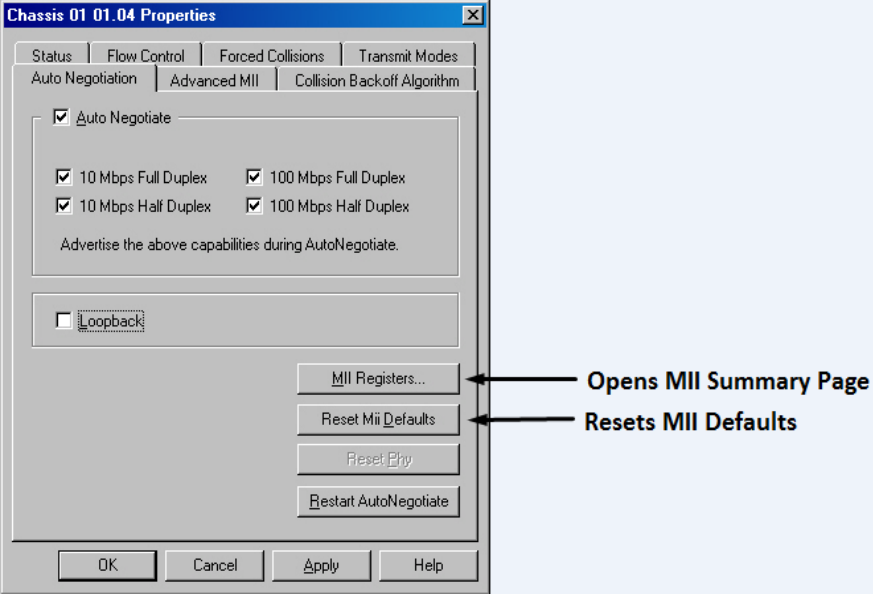 Chassis 01 01.04 Properties
Status Flow Control Forced Collisions Transmit Modes
Auto Negotiation Advanced MII Collision Backoff Algorithm
Auto Negotiate
10 Mbps Full Duplex 100 Mbps Full Duplex
10 Mbps Half Duplex 100 Mbps Half Duplex
Advertise the above capabilities during AutoNegotiate.
Loopback
MII Registers... Opens MII Summary Page
Reset Mii Defaults Resets MII Defaults
Reset Phy
Restart AutoNegotiate
OK Cancel Apply Help